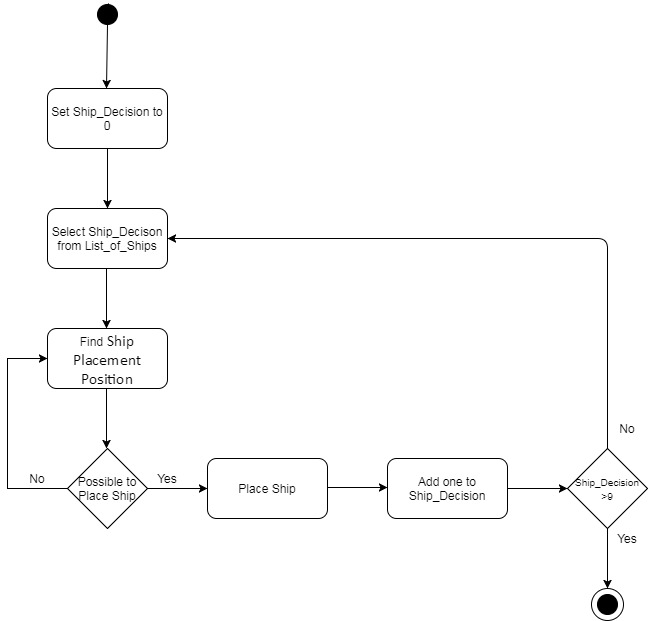 Set Ship_Decision to
0
Select Ship_Decison
from List_of_Ships
Find Ship
Placement
Position
No
Possible to
Place Ship
Yes
Place Ship
Add one to
Ship_Decision
No
Ship_Decision
>9
Yes